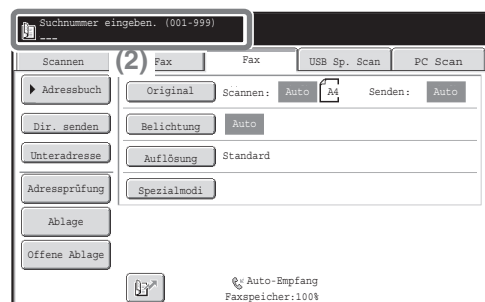 Suchnummer eingeben. (001-999)
___
Scannen (2) Fax Fax USB Sp. Scan PC Scan
Adressbuch Original Scannen: Auto A4 Senden: Auto
Dir. senden Belichtung Auto
Unteradresse Auflösung Standard
Adressprüfung Spezialmodi
Ablage
Offene Ablage
Auto-Empfang
Faxspeicher:100%